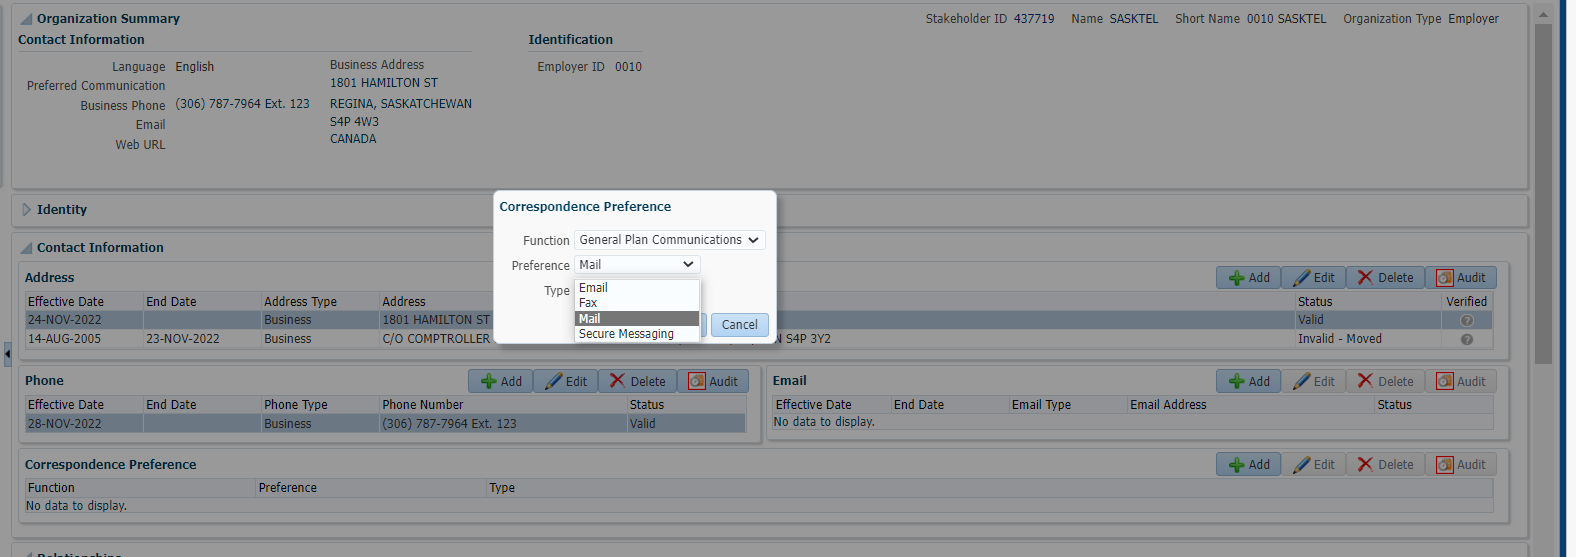 Organization Summary
Stakeholder ID 437719 Name SASKTEL Short Name 0010 SASKTEL Organization Type Employer
Contact Information
Identification
Language English
Business Address
Employer ID 0010
Preferred Communication
1801 HAMILTON ST
Business Phone (306) 787-7964 Ext. 123
REGINA, SASKATCHEWAN
Email
S4P 4W3
Web URL
CANADA
Identity
Correspondence Preference
Function General Plan Communications
Preference Mail
Type
Email
Fax
Mail
Secure Messaging
Cancel
Contact Information
Address
Add Edit Delete Audit
Effective Date End Date Address Type Address Status Verified
24-NOV-2022 Business 1801 HAMILTON ST Valid
14-AUG-2005 23-NOV-2022 Business C/O COMPTROLLER N S4P 3Y2 Invalid - Moved
Phone
Add Edit Delete Audit
Effective Date End Date Phone Type Phone Number Status
28-NOV-2022 Business (306) 787-7964 Ext. 123 Valid
Email
Add Edit Delete Audit
Effective Date End Date Email Type Email Address Status
No data to display.
Correspondence Preference
Add Edit Delete Audit
Function Preference Type
No data to display.
Relationships